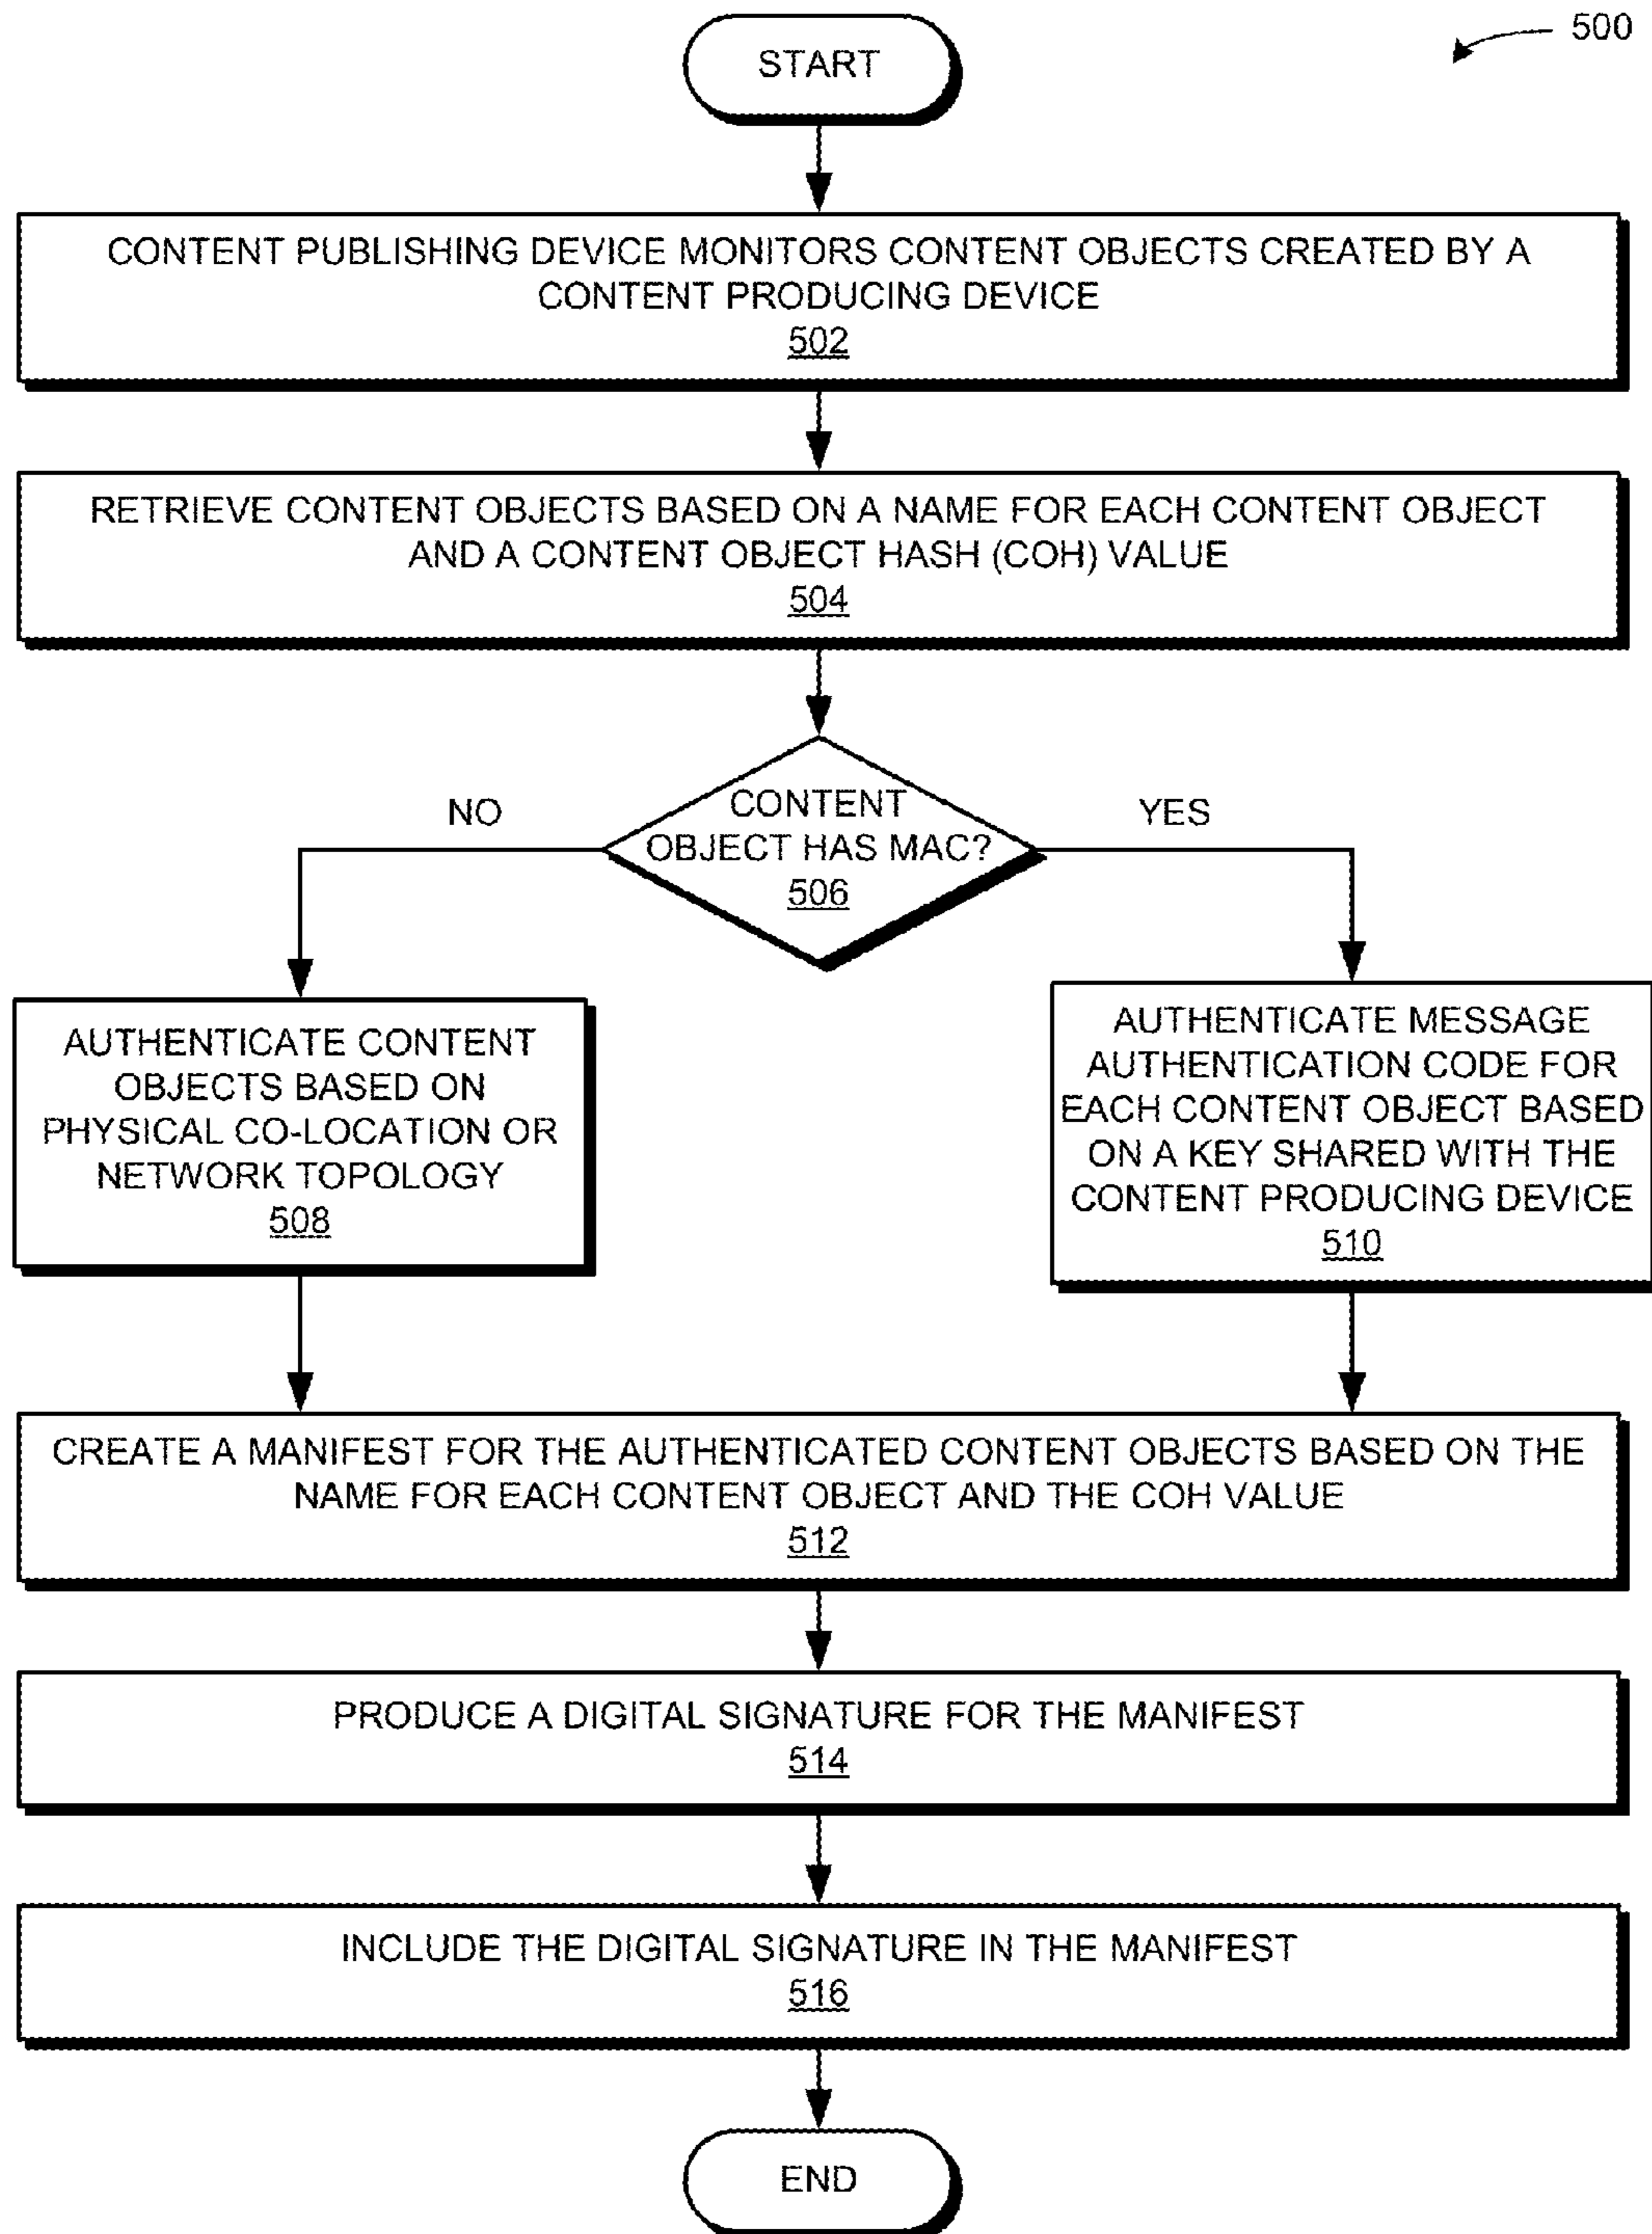 500
START
CONTENT PUBLISHING DEVICE MONITORS CONTENT OBJECTS CREATED BY A
CONTENT PRODUCING DEVICE
502
RETRIEVE CONTENT OBJECTS BASED ON A NAME FOR EACH CONTENT OBJECT
AND A CONTENT OBJECT HASH (COH) VALUE
504
CONTENT
OBJECT HAS MAC?
506
NO
YES
AUTHENTICATE CONTENT
OBJECTS BASED ON
PHYSICAL CO-LOCATION OR
NETWORK TOPOLOGY
508
AUTHENTICATE MESSAGE
AUTHENTICATION CODE FOR
EACH CONTENT OBJECT BASED
ON A KEY SHARED WITH THE
CONTENT PRODUCING DEVICE
510
CREATE A MANIFEST FOR THE AUTHENTICATED CONTENT OBJECTS BASED ON THE
NAME FOR EACH CONTENT OBJECT AND THE COH VALUE
512
PRODUCE A DIGITAL SIGNATURE FOR THE MANIFEST
514
INCLUDE THE DIGITAL SIGNATURE IN THE MANIFEST
516
END